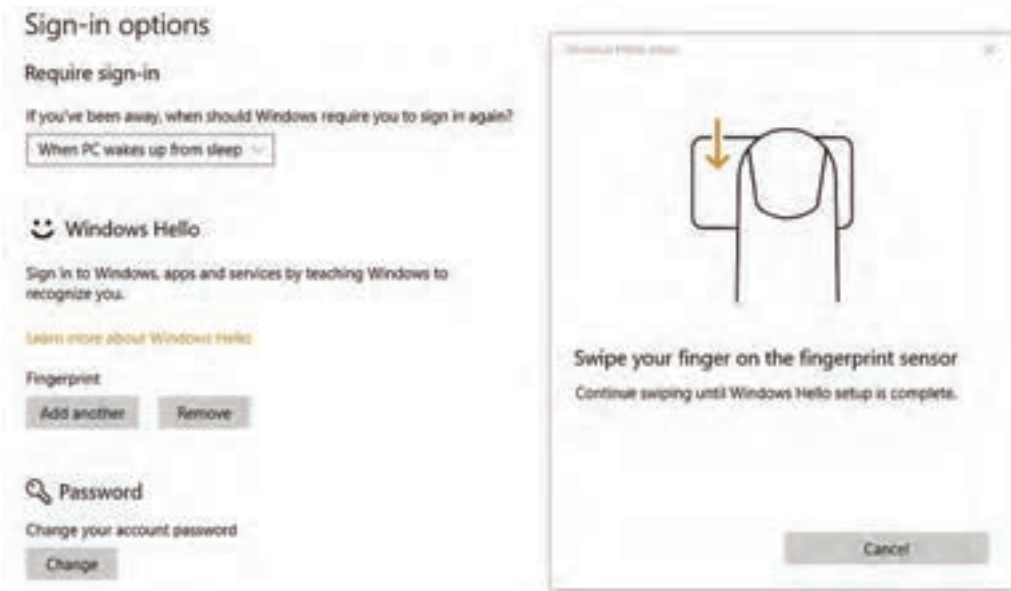 Sign-in options
Require sign-in
If you've been away, when should Windows require you to sign in again?
When PC wakes up from sleep
Windows Hello
Sign in to Windows, apps and services by teaching Windows to
recognize you.
Learn more about Windows Hello
Fingerprint
Add another
Remove
Password
Change your account password
Change
Windows Hello setup
Swipe your finger on the fingerprint sensor
Continue swiping until Windows Hello setup is complete.
Cancel